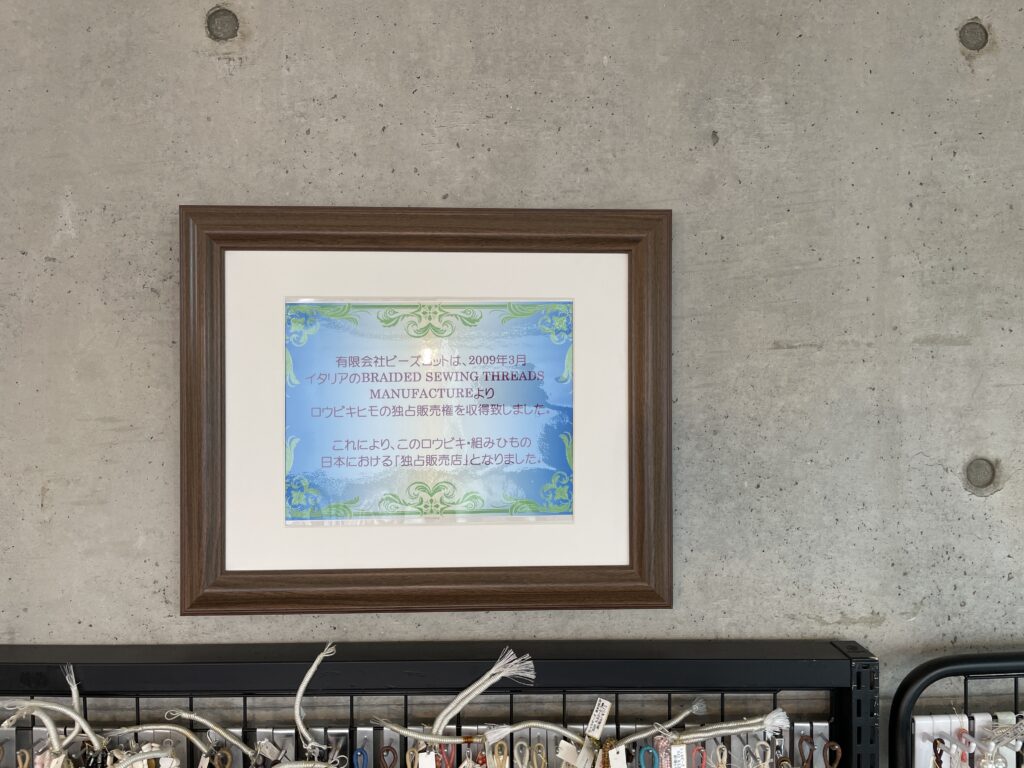 有限会社ビーズコットは、2009年3月
イタリアのBRAIDED SEWING THREADS
MANUFACTUREより
ロウビキヒモの独占販売権を収得致しました。
これにより、このロウビキ・組みひもの
日本における「独占販売店」となりました。